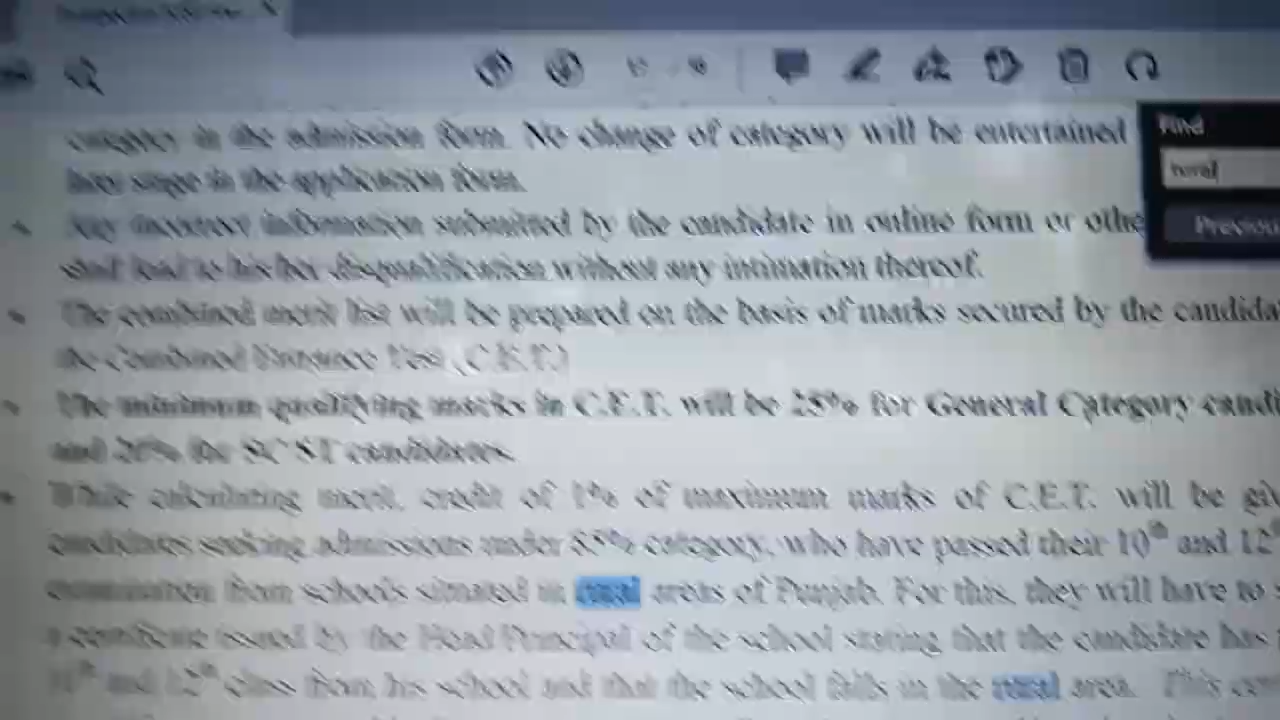 category in the admission form. No change of category will be entertained
stage in the application form.
Any incorrect information submitted by the candidate in online form or othe
shall lead to his/her disqualification without any intimation thereof.
The combined merit list will be prepared on the basis of marks secured by the candida
the Combined Entrance Test (C.E.T.)
The minimum qualifying marks in C.E.T. will be 25% for General Category candi
and 20% for SC/ST candidates.
While calculating merit, credit of 1% of maximum marks of C.E.T. will be gi
candidates seeking admissions under 85% category, who have passed their 10th and 12
examination from schools situated in rural areas of Punjab. For this, they will have to
a certificate issued by the Head/Principal of the school stating that the candidate has
10th and 12th class from his school and that the school falls in the rural area. This
Find
rural
Previou